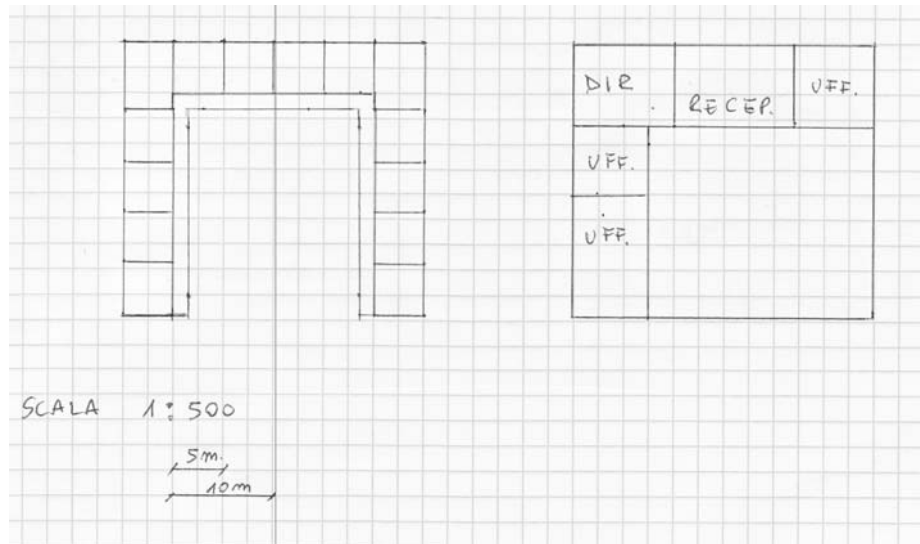 DIR
RECEP.
UFF.
UFF.
UFF.
SCALA 1:500
5m.
10m